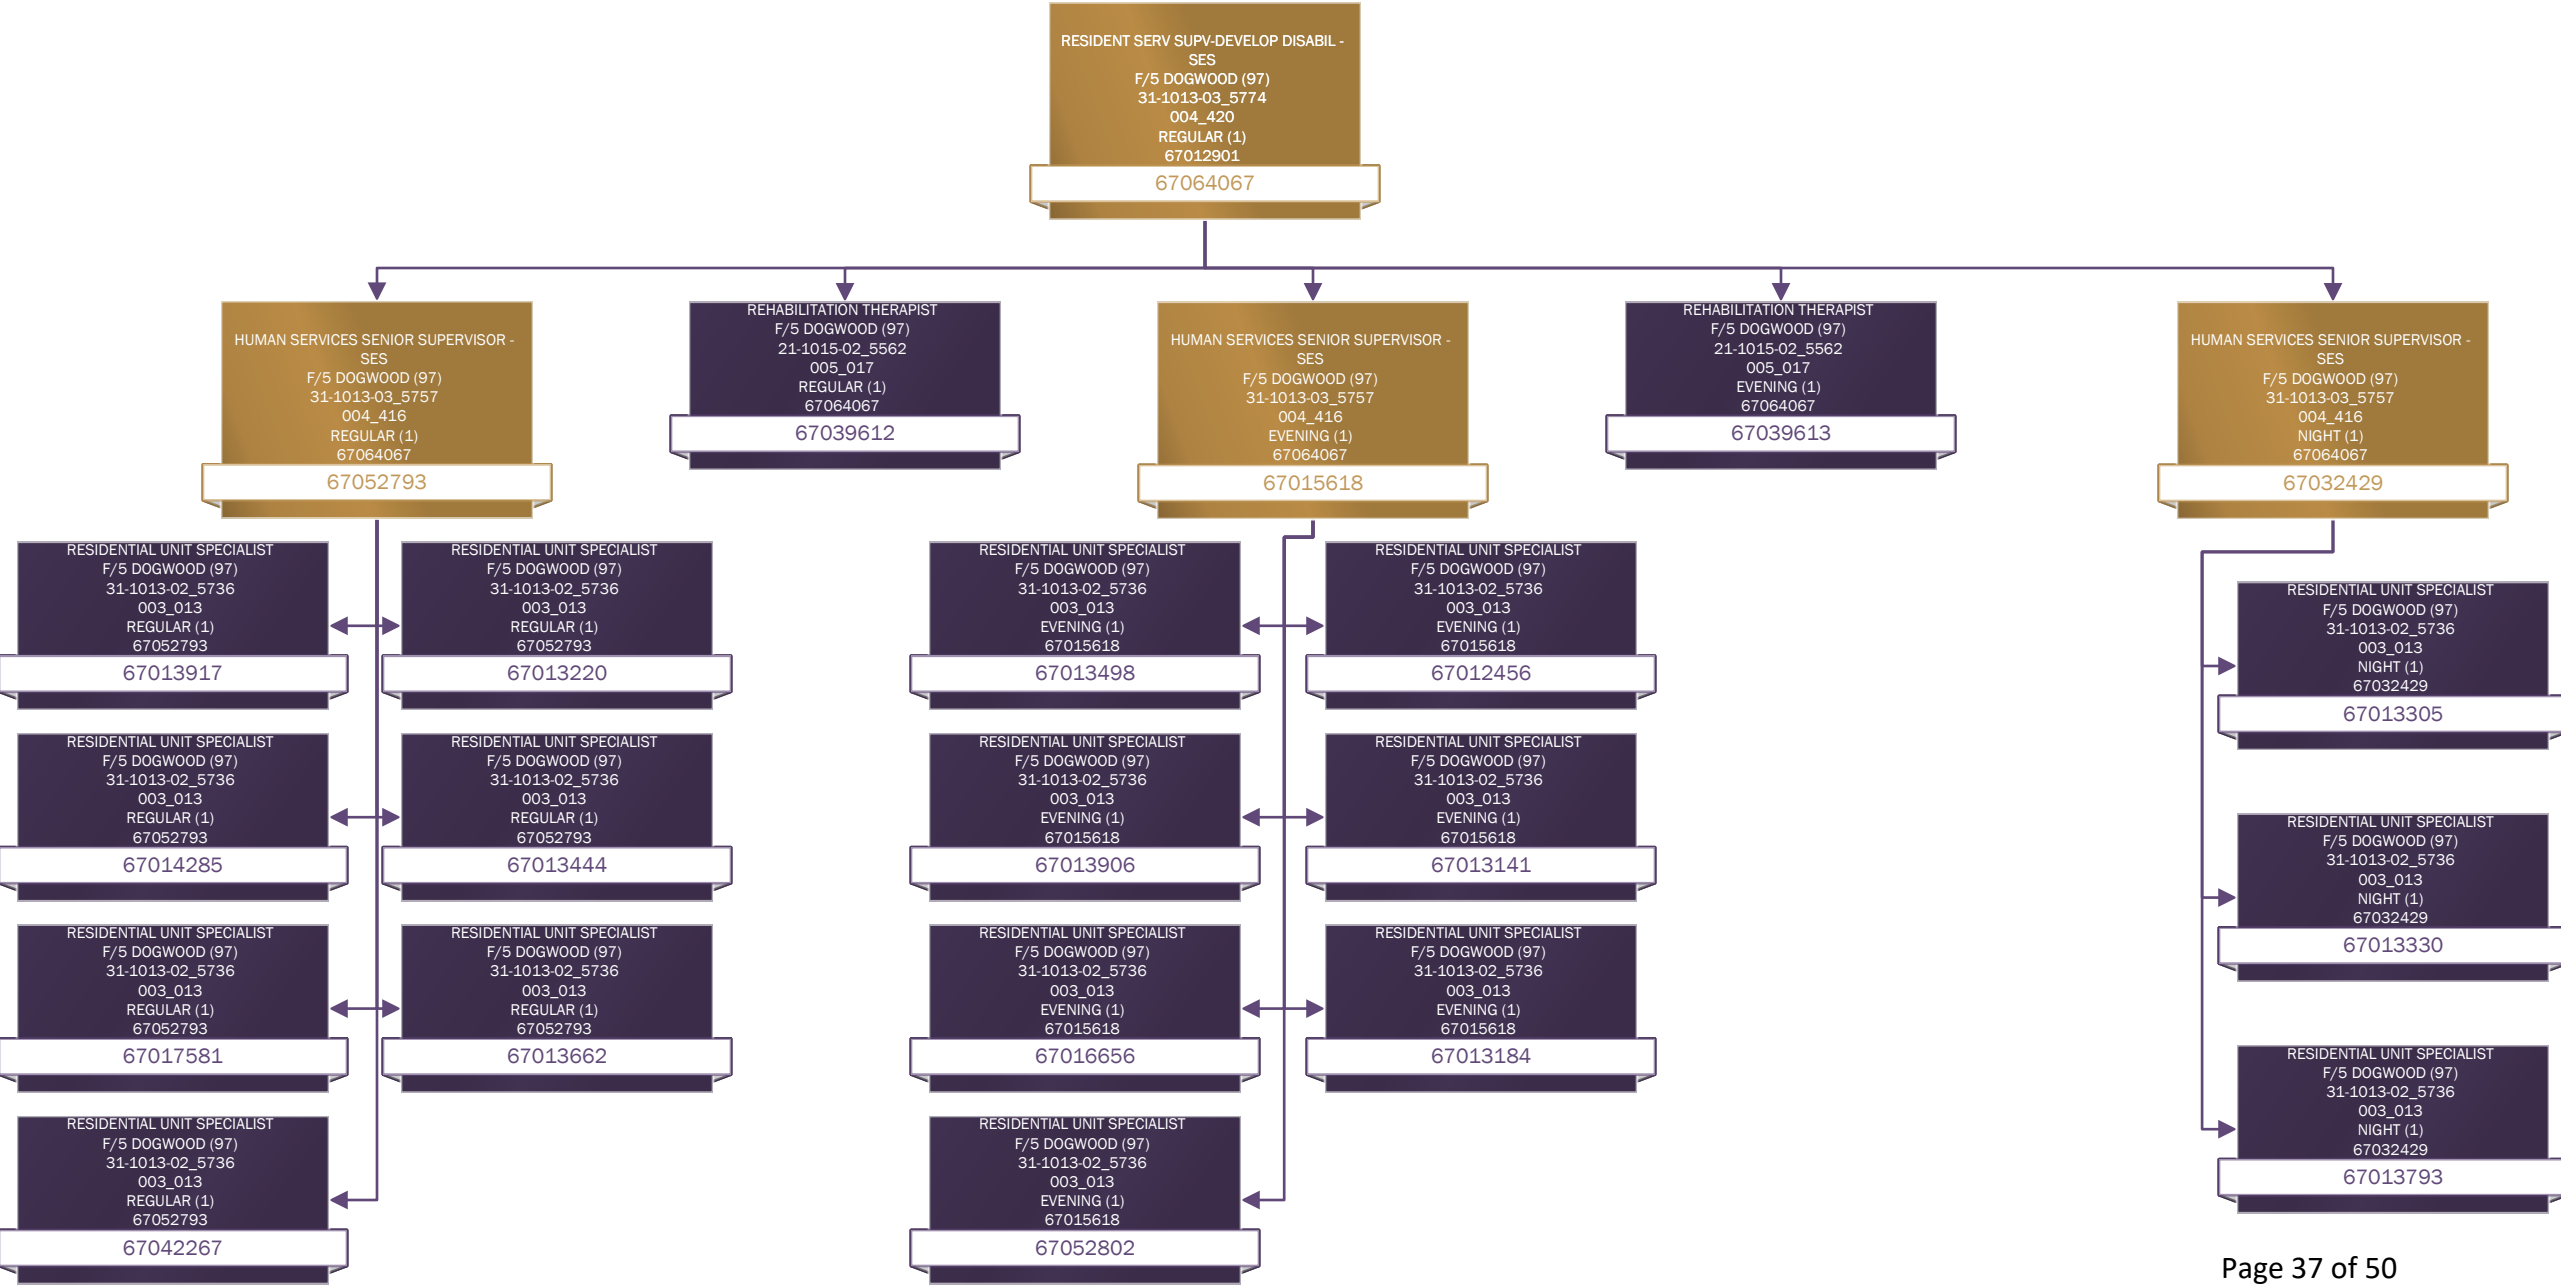 RESIDENT SERV SUPV-DEVELOP DISABIL -
SES
F/5 DOGWOOD (97)
31-1013-03_5774
004_420
REGULAR (1)
67012901
67064067
HUMAN SERVICES SENIOR SUPERVISOR -
SES
F/5 DOGWOOD (97)
31-1013-03_5757
004_416
REGULAR (1)
67064067
67052793
REHABILITATION THERAPIST
F/5 DOGWOOD (97)
21-1015-02_5562
005_017
REGULAR (1)
67064067
67039612
HUMAN SERVICES SENIOR SUPERVISOR -
SES
F/5 DOGWOOD (97)
31-1013-03_5757
004_416
EVENING (1)
67064067
67015618
REHABILITATION THERAPIST
F/5 DOGWOOD (97)
21-1015-02_5562
005_017
EVENING (1)
67064067
67039613
HUMAN SERVICES SENIOR SUPERVISOR -
SES
F/5 DOGWOOD (97)
31-1013-03_5757
004_416
NIGHT (1)
67064067
67032429
RESIDENTIAL UNIT SPECIALIST
F/5 DOGWOOD (97)
31-1013-02_5736
003_013
REGULAR (1)
67052793
67013917
RESIDENTIAL UNIT SPECIALIST
F/5 DOGWOOD (97)
31-1013-02_5736
003_013
REGULAR (1)
67052793
67013220
RESIDENTIAL UNIT SPECIALIST
F/5 DOGWOOD (97)
31-1013-02_5736
003_013
REGULAR (1)
67052793
67014285
RESIDENTIAL UNIT SPECIALIST
F/5 DOGWOOD (97)
31-1013-02_5736
003_013
REGULAR (1)
67052793
67013444
RESIDENTIAL UNIT SPECIALIST
F/5 DOGWOOD (97)
31-1013-02_5736
003_013
REGULAR (1)
67052793
67017581
RESIDENTIAL UNIT SPECIALIST
F/5 DOGWOOD (97)
31-1013-02_5736
003_013
REGULAR (1)
67052793
67013662
RESIDENTIAL UNIT SPECIALIST
F/5 DOGWOOD (97)
31-1013-02_5736
003_013
REGULAR (1)
67052793
67042267
RESIDENTIAL UNIT SPECIALIST
F/5 DOGWOOD (97)
31-1013-02_5736
003_013
EVENING (1)
67015618
67013498
RESIDENTIAL UNIT SPECIALIST
F/5 DOGWOOD (97)
31-1013-02_5736
003_013
EVENING (1)
67015618
67012456
RESIDENTIAL UNIT SPECIALIST
F/5 DOGWOOD (97)
31-1013-02_5736
003_013
EVENING (1)
67015618
67013906
RESIDENTIAL UNIT SPECIALIST
F/5 DOGWOOD (97)
31-1013-02_5736
003_013
EVENING (1)
67015618
67013141
RESIDENTIAL UNIT SPECIALIST
F/5 DOGWOOD (97)
31-1013-02_5736
003_013
EVENING (1)
67015618
67016656
RESIDENTIAL UNIT SPECIALIST
F/5 DOGWOOD (97)
31-1013-02_5736
003_013
EVENING (1)
67015618
67013184
RESIDENTIAL UNIT SPECIALIST
F/5 DOGWOOD (97)
31-1013-02_5736
003_013
EVENING (1)
67015618
67052802
RESIDENTIAL UNIT SPECIALIST
F/5 DOGWOOD (97)
31-1013-02_5736
003_013
NIGHT (1)
67032429
67013305
RESIDENTIAL UNIT SPECIALIST
F/5 DOGWOOD (97)
31-1013-02_5736
003_013
NIGHT (1)
67032429
67013330
RESIDENTIAL UNIT SPECIALIST
F/5 DOGWOOD (97)
31-1013-02_5736
003_013
NIGHT (1)
67032429
67013793
Page 37 of 50